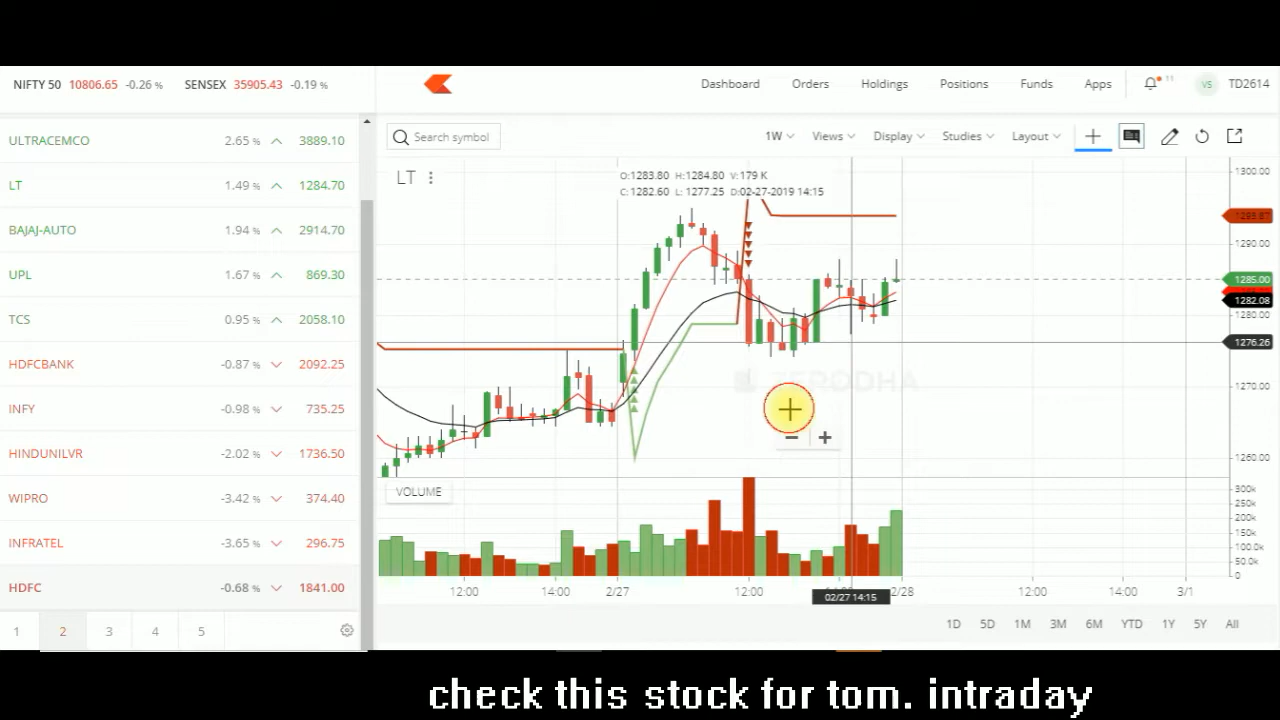 NIFTY 50 10806.65 -0.26 % SENSEX 35905.43 -0.19 %
Dashboard Orders Holdings Positions Funds Apps 11 VS TD2614
ULTRACEMCO 2.65 % 3889.10
LT 1.49 % 1284.70
BAJAJ-AUTO 1.94 % 2914.70
UPL 1.67 % 869.30
TCS 0.95 % 2058.10
HDFCBANK -0.87 % 2092.25
INFY -0.98 % 735.25
HINDUNILVR -2.02 % 1736.50
WIPRO -3.42 % 374.40
INFRATEL -3.65 % 296.75
HDFC -0.68 % 1841.00
1 2 3 4 5
Search symbol 1W Views Display Studies Layout
LT
O:1283.80 H:1284.80 V:179 K
C:1282.60 L: 1277.25 D:02-27-2019 14:15
1300.00
1290.00
1285.00
1282.08
1280.00
1276.26
1270.00
1260.00
ZERODHA
VOLUME
300k
250k
200k
150k
100.0k
50.0k
0
12:00 14:00 2/27 12:00 2/28 12:00 14:00 3/1
02/27 14:15
1D 5D 1M 3M 6M YTD 1Y 5Y All
check this stock for tom. intraday